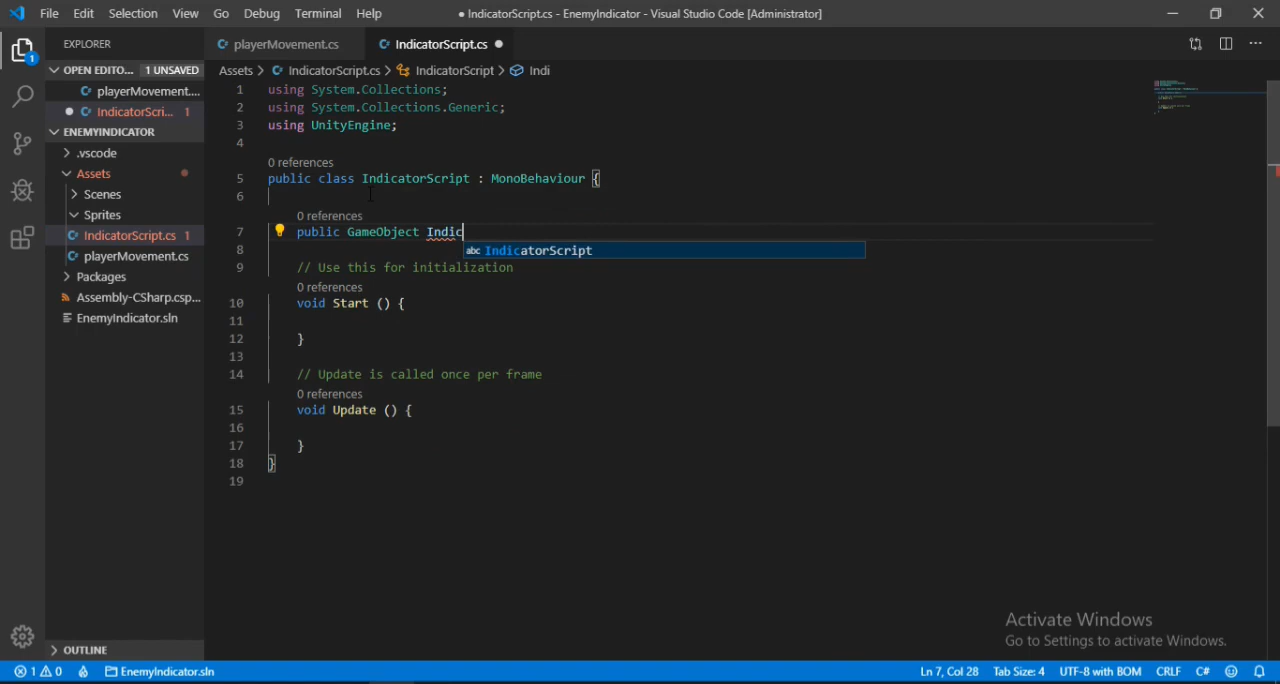 File Edit Selection View Go Debug Terminal Help ● IndicatorScript.cs - EnemyIndicator - Visual Studio Code [Administrator]
EXPLORER
playerMovement.cs
IndicatorScript.cs
OPEN EDITO... 1 UNSAVED
playerMovement....
IndicatorScri... 1
ENEMYINDICATOR
.vscode
Assets
Scenes
Sprites
IndicatorScript.cs 1
playerMovement.cs
Packages
Assembly-CSharp.csp...
EnemyIndicator.sln
OUTLINE
Assets > IndicatorScript.cs > IndicatorScript > Indi
1 using System.Collections;
2 using System.Collections.Generic;
3 using UnityEngine;
4
0 references
5 public class IndicatorScript : MonoBehaviour {
6
0 references
7 public GameObject Indic
abc IndicatorScript
8
9 // Use this for initialization
0 references
10 void Start () {
11
12 }
13
14 // Update is called once per frame
0 references
15 void Update () {
16
17 }
18 }
19
Activate Windows
Go to Settings to activate Windows.
1
1 0 EnemyIndicator.sln Ln 7, Col 28 Tab Size: 4 UTF-8 with BOM CRLF C#